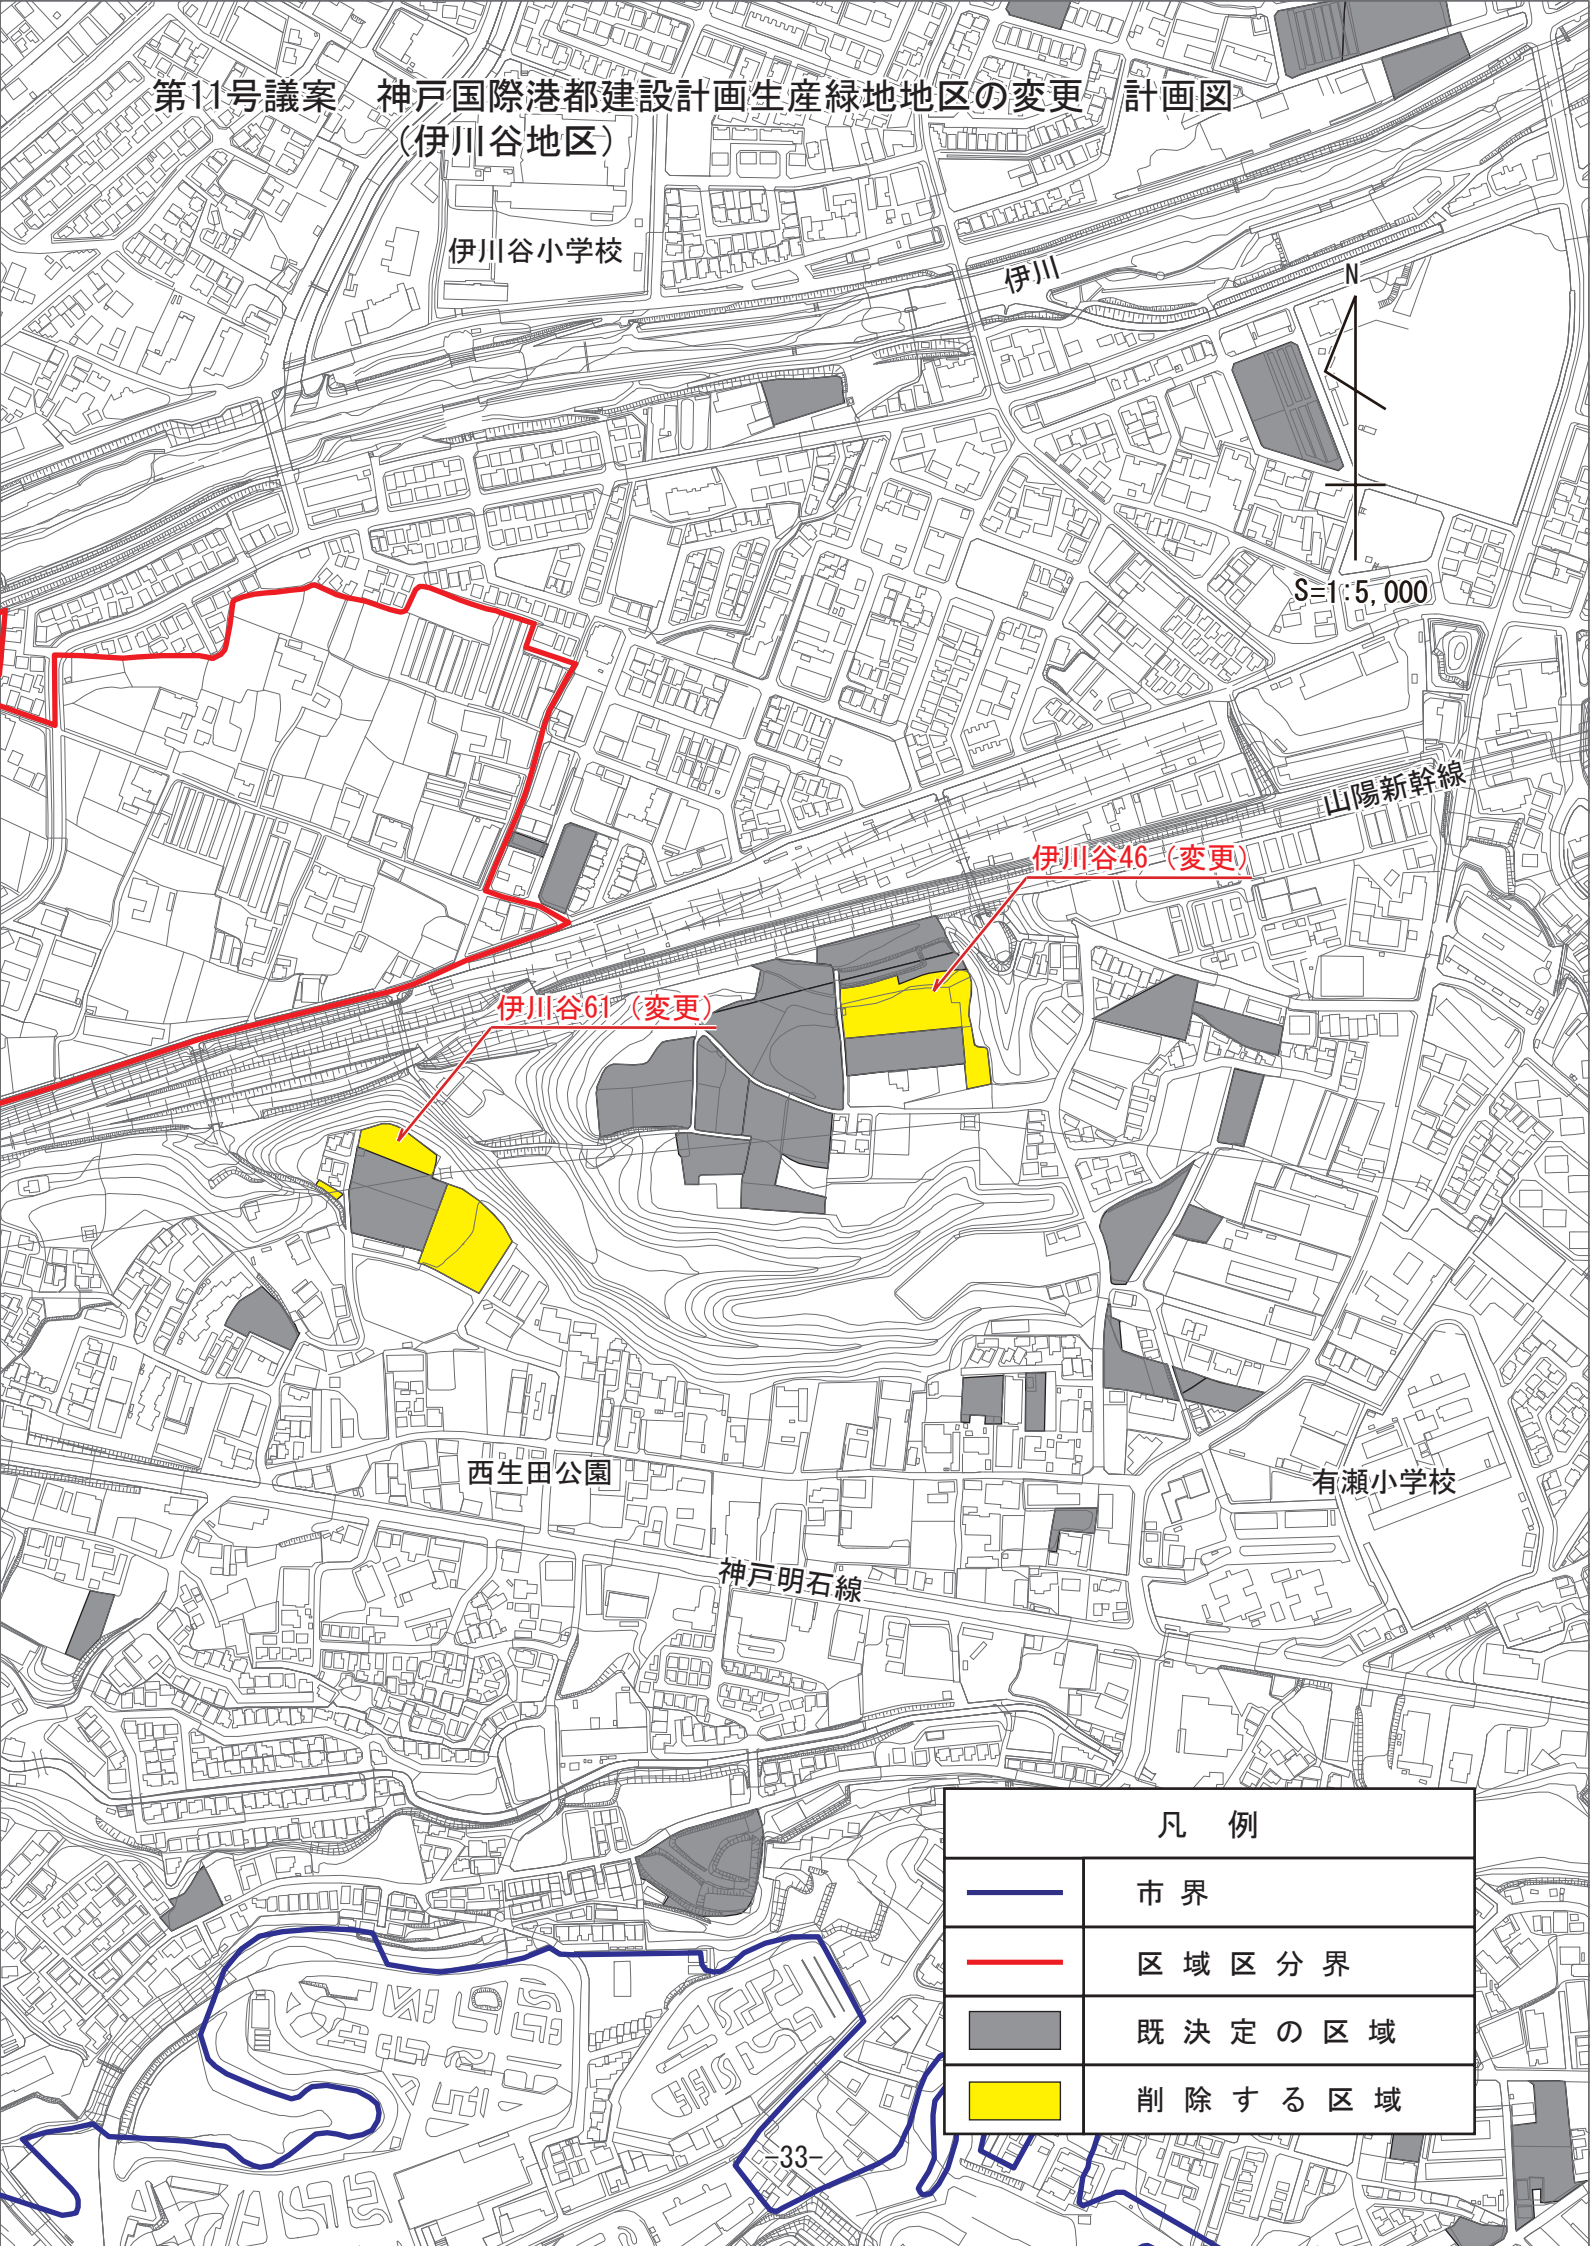 第11号議案　神戸国際港都建設計画生産緑地地区の変更　計画図
（伊川谷地区）
伊川谷小学校
伊川
N
S=1:5,000
山陽新幹線
伊川谷46（変更）
伊川谷61（変更）
西生田公園
有瀬小学校
神戸明石線
凡　例
市 界
区 域 区 分 界
既 決 定 の 区 域
削 除 す る 区 域
-33-